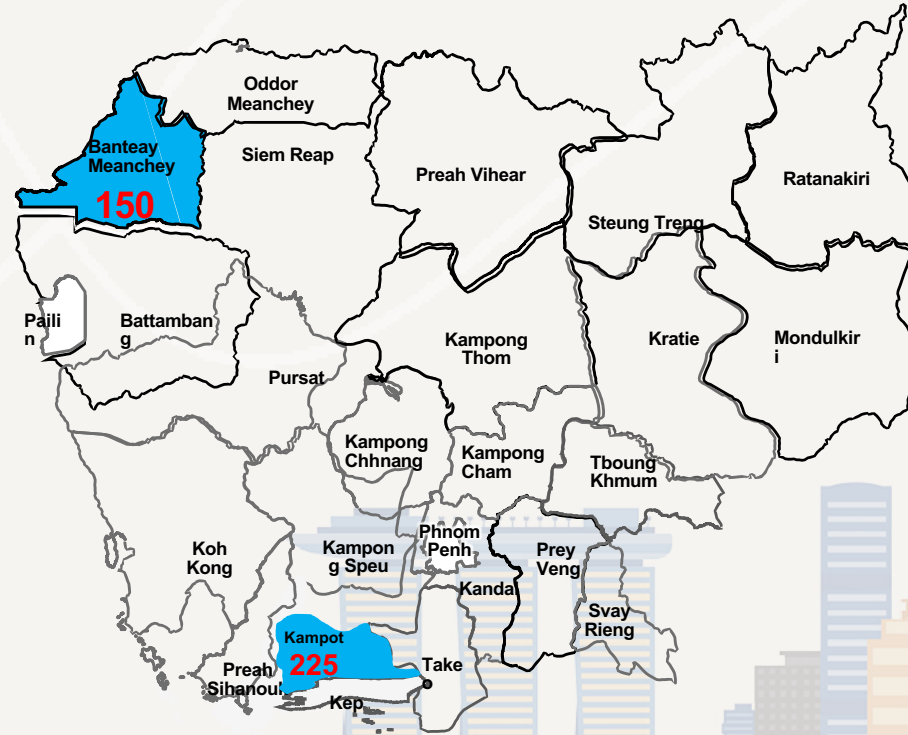 Oddor
Meanchey
Banteay
Meanchey
150
Siem Reap
Preah Vihear
Ratanakiri
Steung Treng
Paili
n
Battamban
g
Kampong
Thom
Kratie
Mondulkir
i
Pursat
Kampong
Chhnang
Kampong
Cham
Tboung
Khmum
Phnom
Penh
Koh
Kong
Kampon
g Speu
Prey
Veng
Kandal
Svay
Rieng
Kampot
225
Preah
Sihanouk
Take
Kep